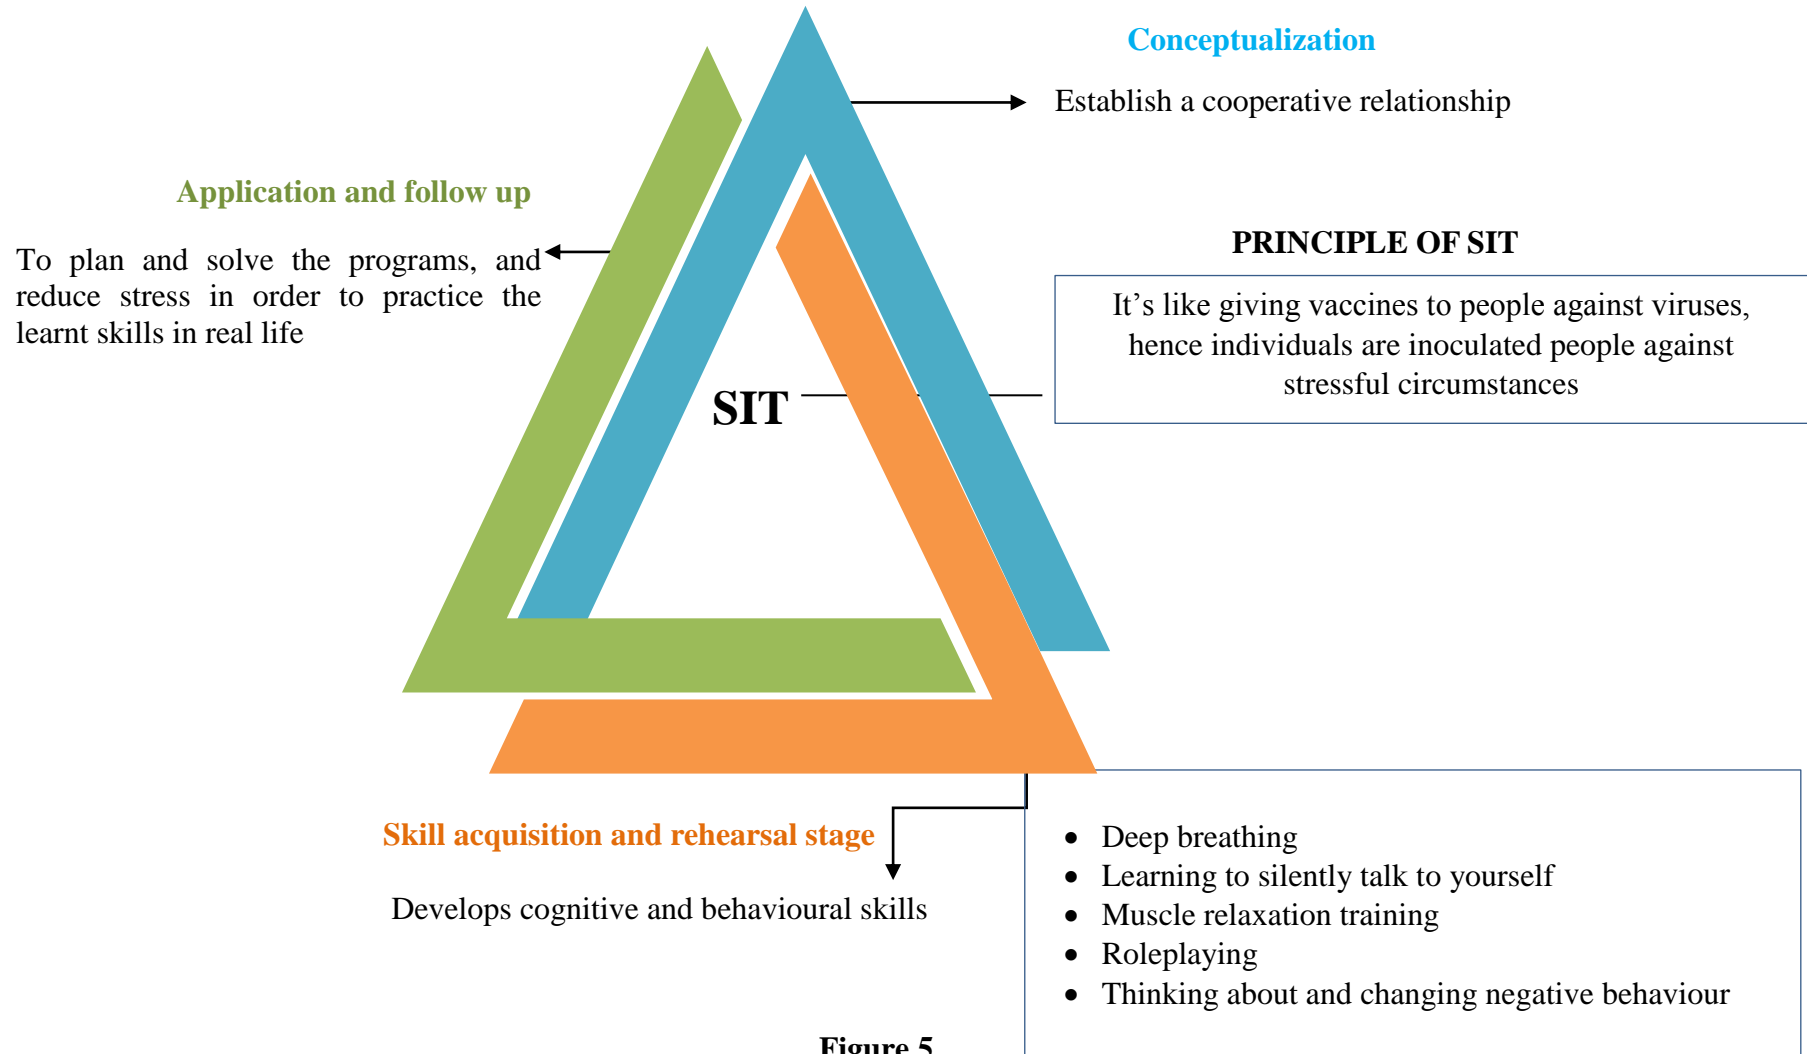 Conceptualization
Establish a cooperative relationship
Application and follow up
To plan and solve the programs, and
reduce stress in order to practice the
learnt skills in real life
PRINCIPLE OF SIT
It’s like giving vaccines to people against viruses,
hence individuals are inoculated people against
stressful circumstances
SIT
Skill acquisition and rehearsal stage
Develops cognitive and behavioural skills
• Deep breathing
• Learning to silently talk to yourself
• Muscle relaxation training
• Roleplaying
• Thinking about and changing negative behaviour
Figure 5